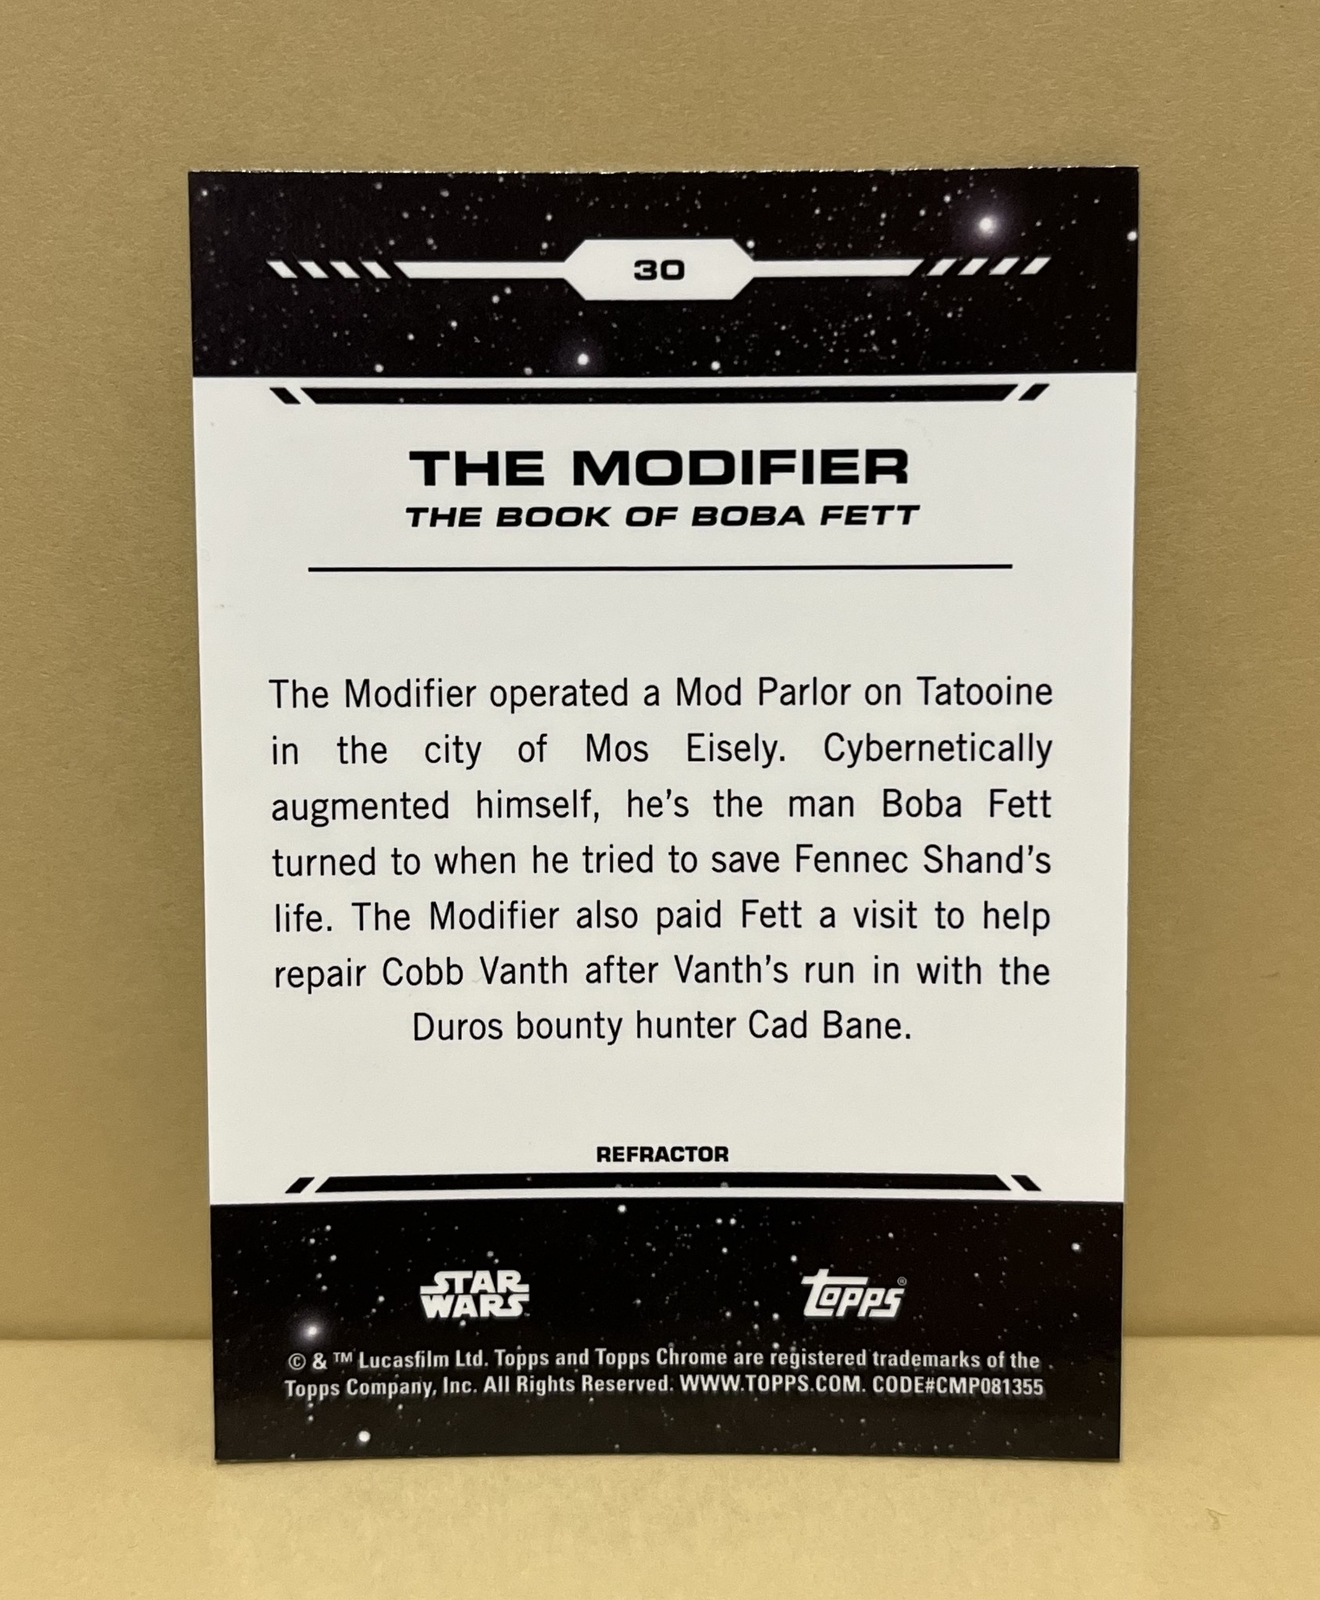 30
THE MODIFIER
THE BOOK OF BOBA FETT
The Modifier operated a Mod Parlor on Tatooine
in the city of Mos Eisely. Cybernetically
augmented himself, he's the man Boba Fett
turned to when he tried to save Fennec Shand's
life. The Modifier also paid Fett a visit to help
repair Cobb Vanth after Vanth's run in with the
Duros bounty hunter Cad Bane.
REFRACTOR
STAR
WARS
topps®
© & ™ Lucasfilm Ltd. Topps and Topps Chrome are registered trademarks of the
Topps Company, Inc. All Rights Reserved. WWW.TOPPS.COM. CODE#CMP081355